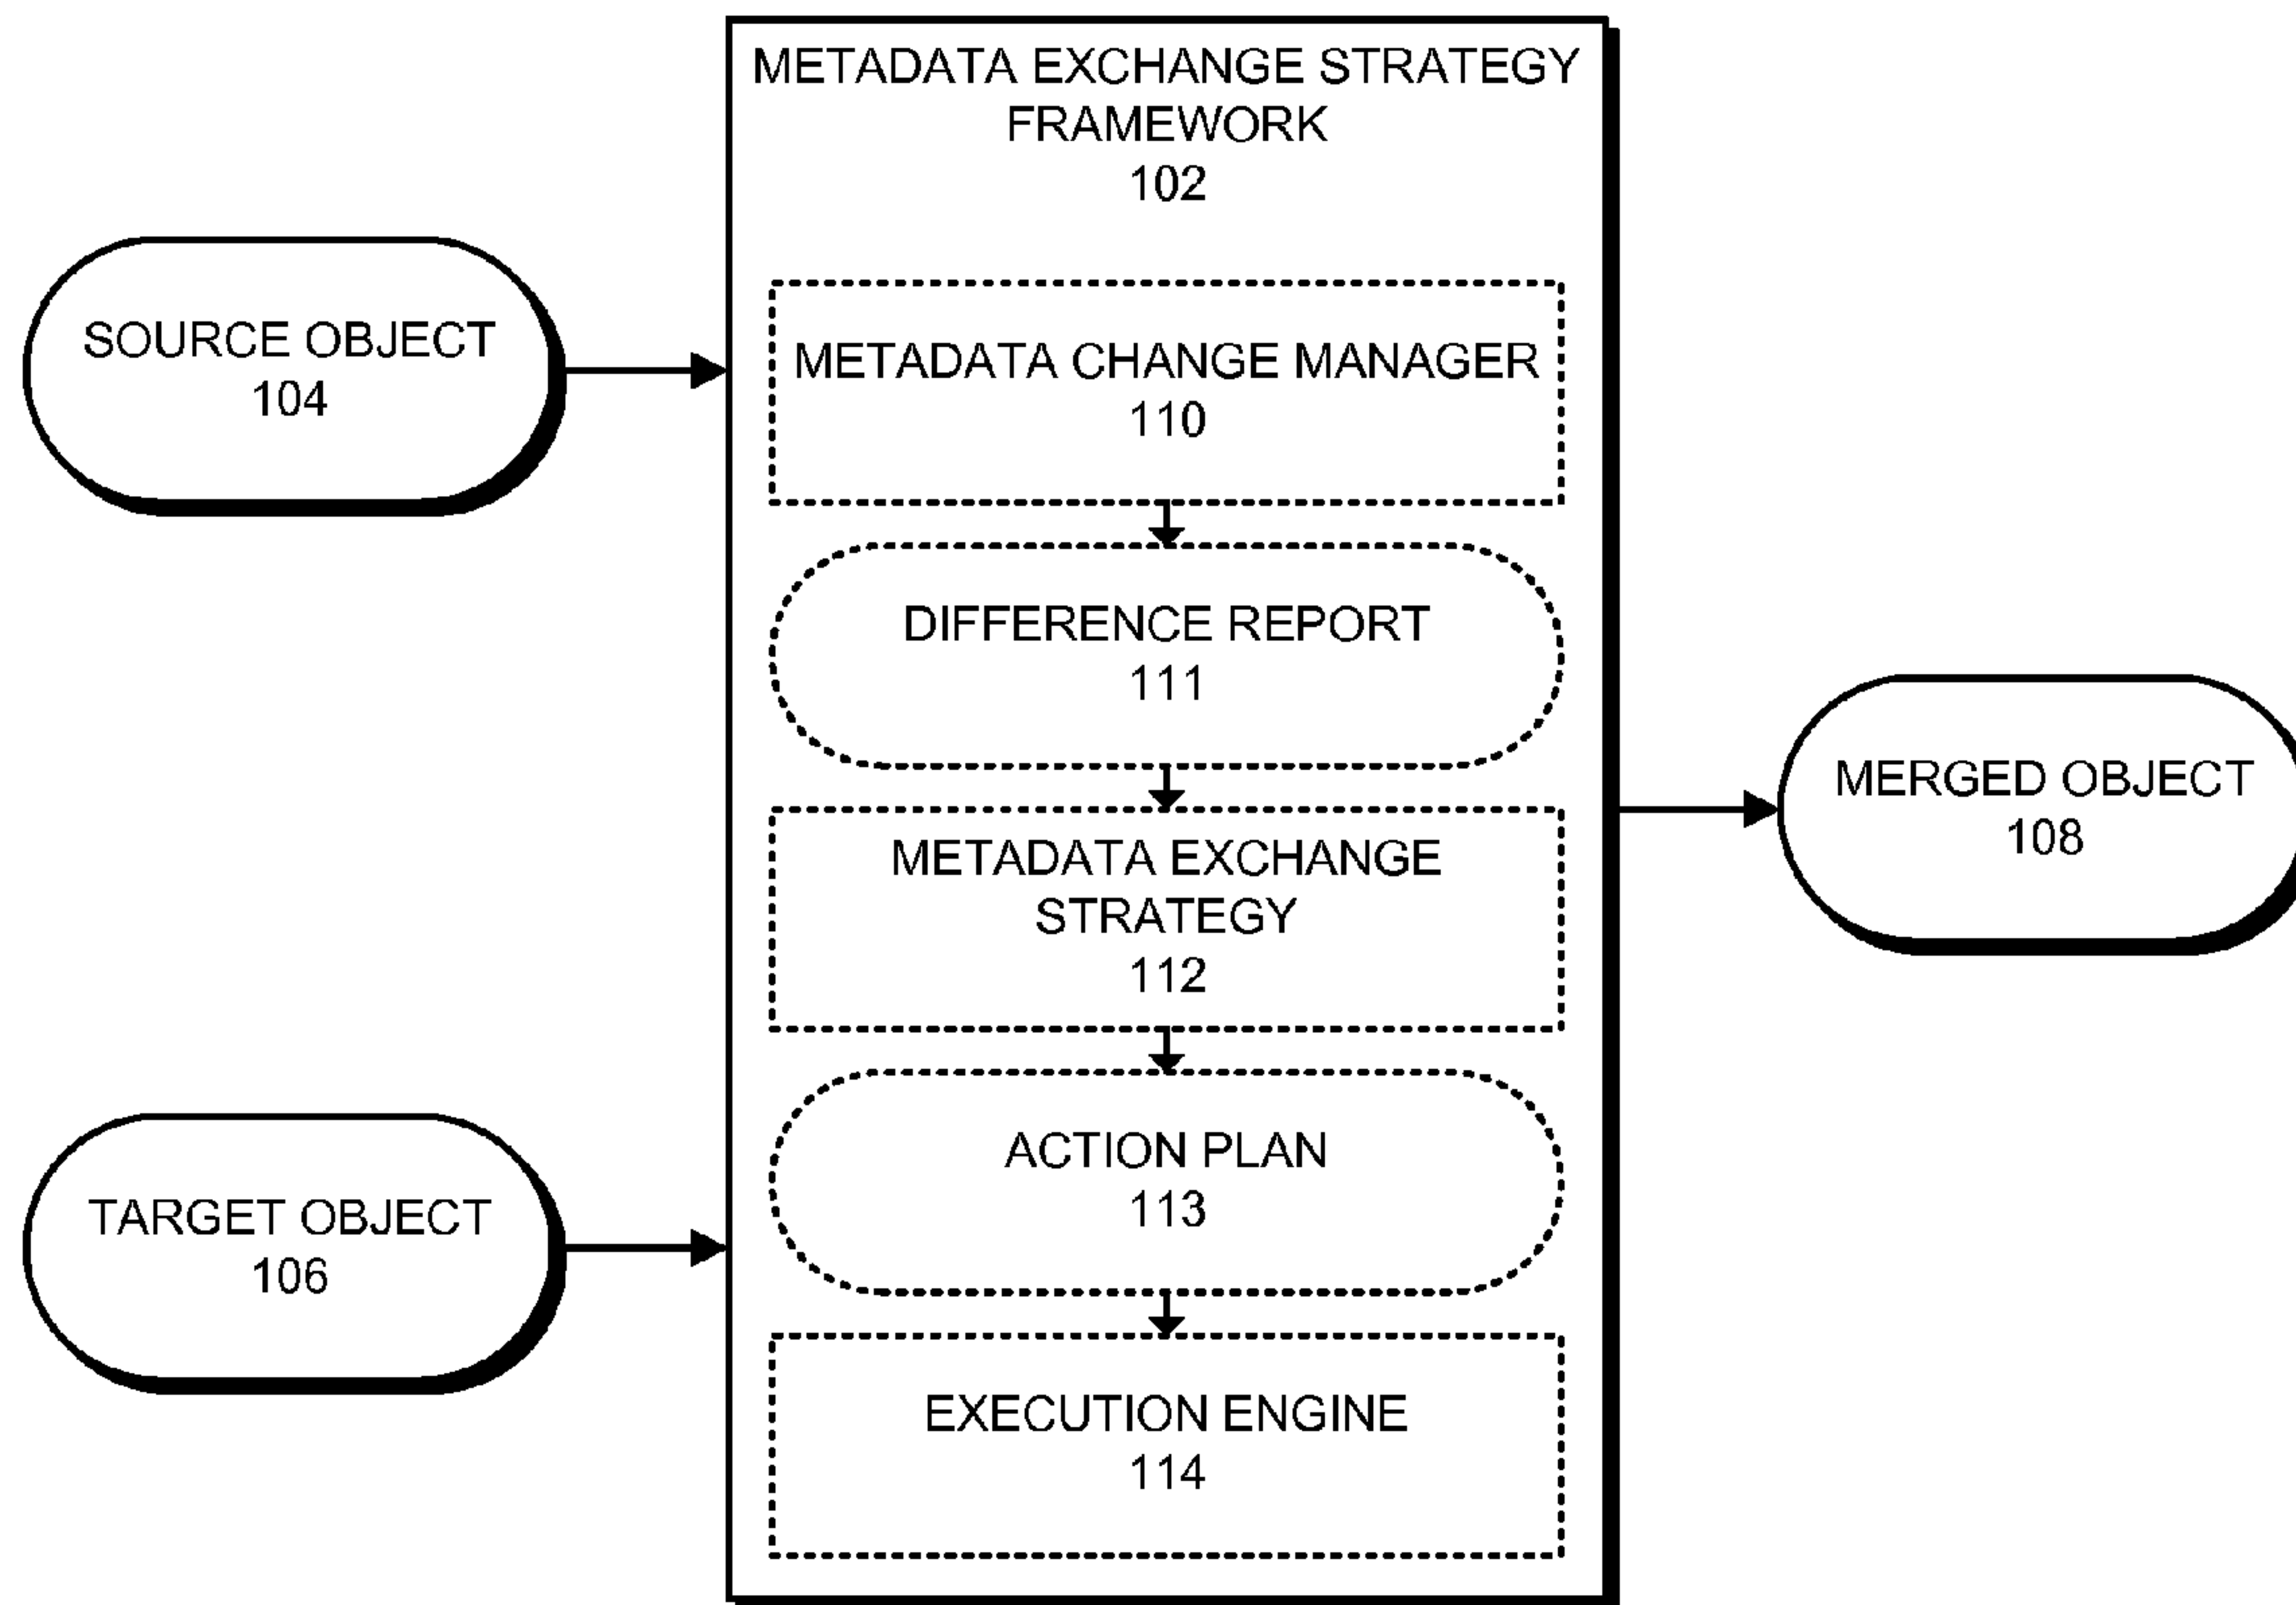 METADATA EXCHANGE STRATEGY
FRAMEWORK
102
SOURCE OBJECT
104
METADATA CHANGE MANAGER
110
DIFFERENCE REPORT
111
MERGED OBJECT
108
METADATA EXCHANGE
STRATEGY
112
TARGET OBJECT
106
ACTION PLAN
113
EXECUTION ENGINE
114